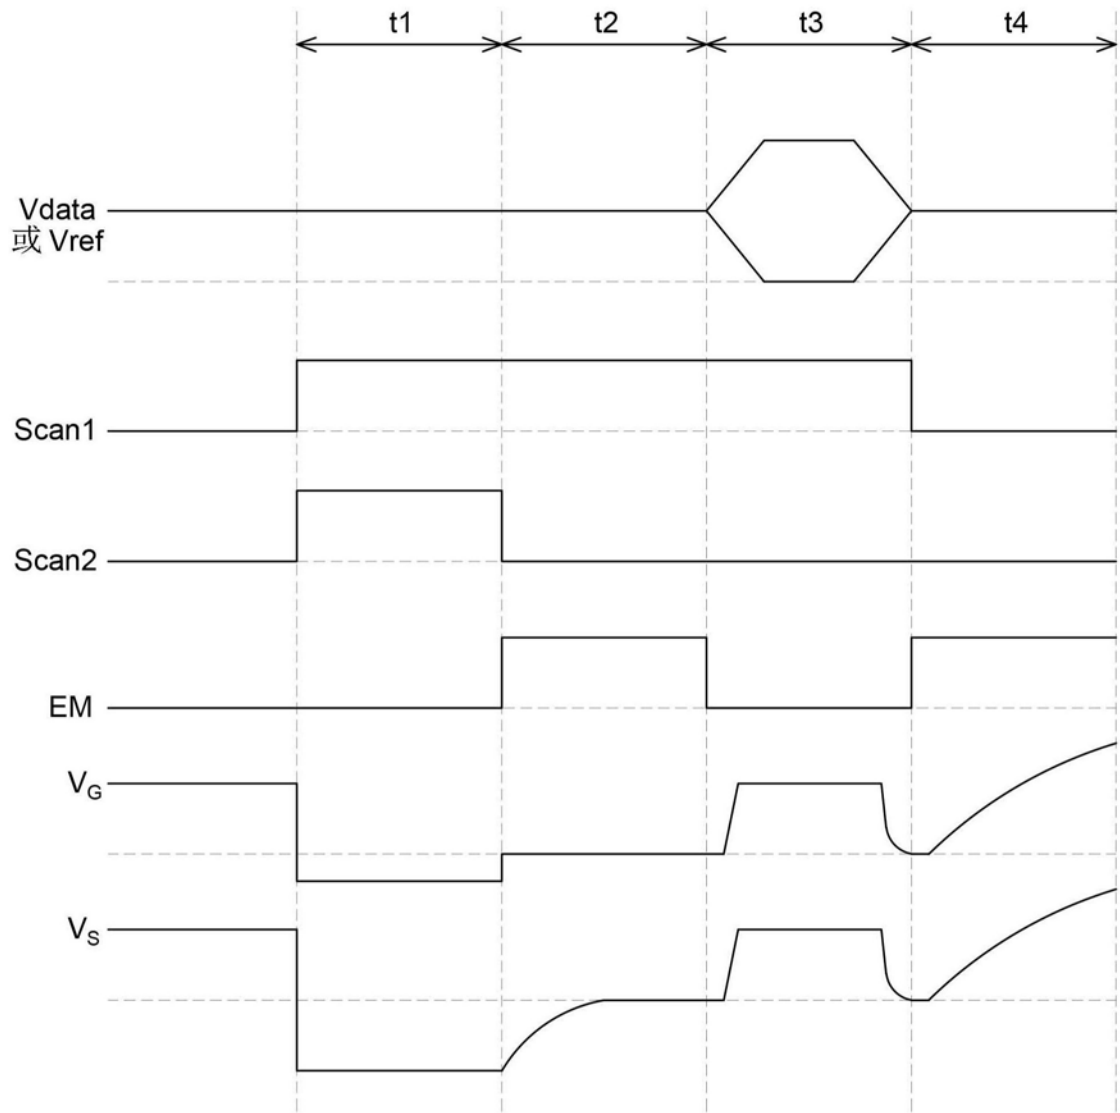 t1 t2 t3 t4
Vdata
或 Vref
Scan1
Scan2
EM
VG
VS